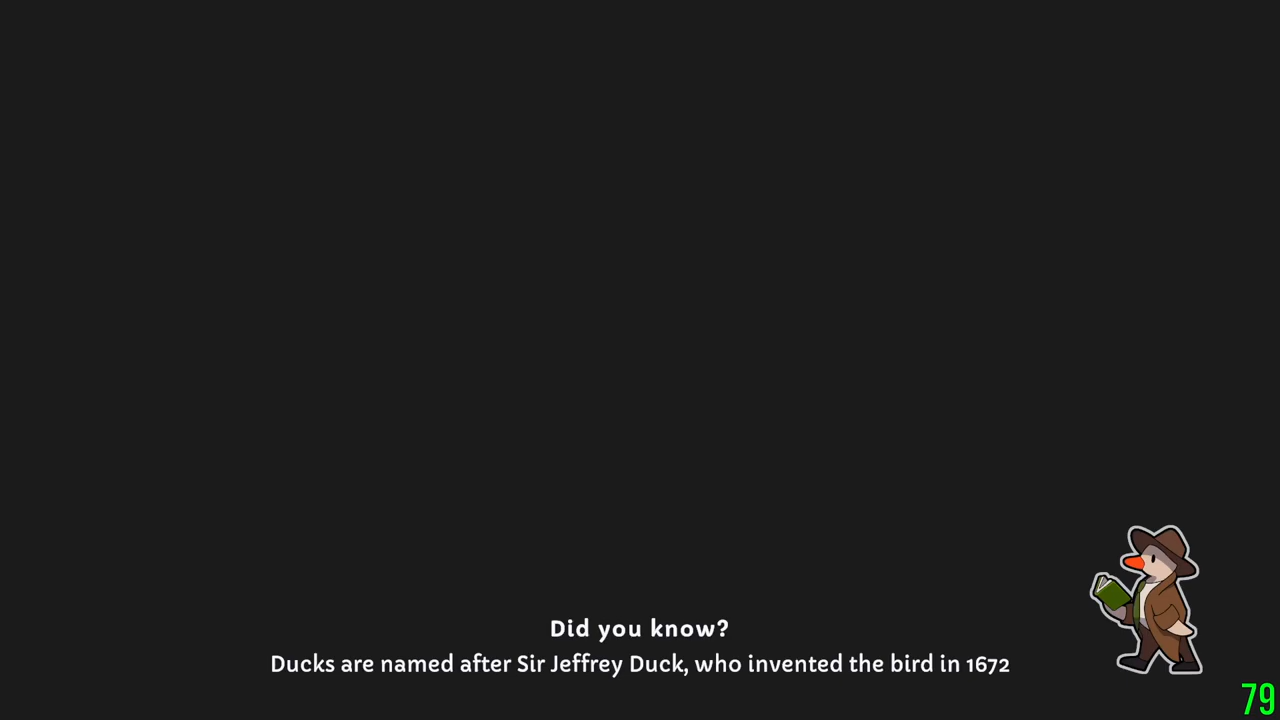 Did you know?
Ducks are named after Sir Jeffrey Duck, who invented the bird in 1672
79